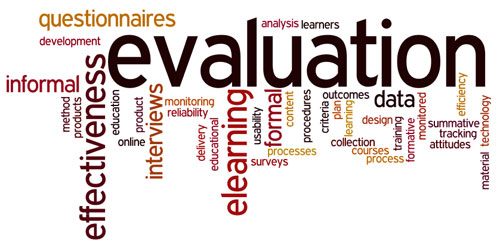 questionnaires
analysis learners
development
evaluation
informal
effectiveness
method
products
education
online
product
interviews
monitoring
reliability
delivery
educational
elearning
usability
formal
content
processes
surveys
procedures
criteria
outcomes
plan
learning
collection
data
design
courses
process
training
formative
monitored
efficiency
summative
tracking
attitudes
material
technology